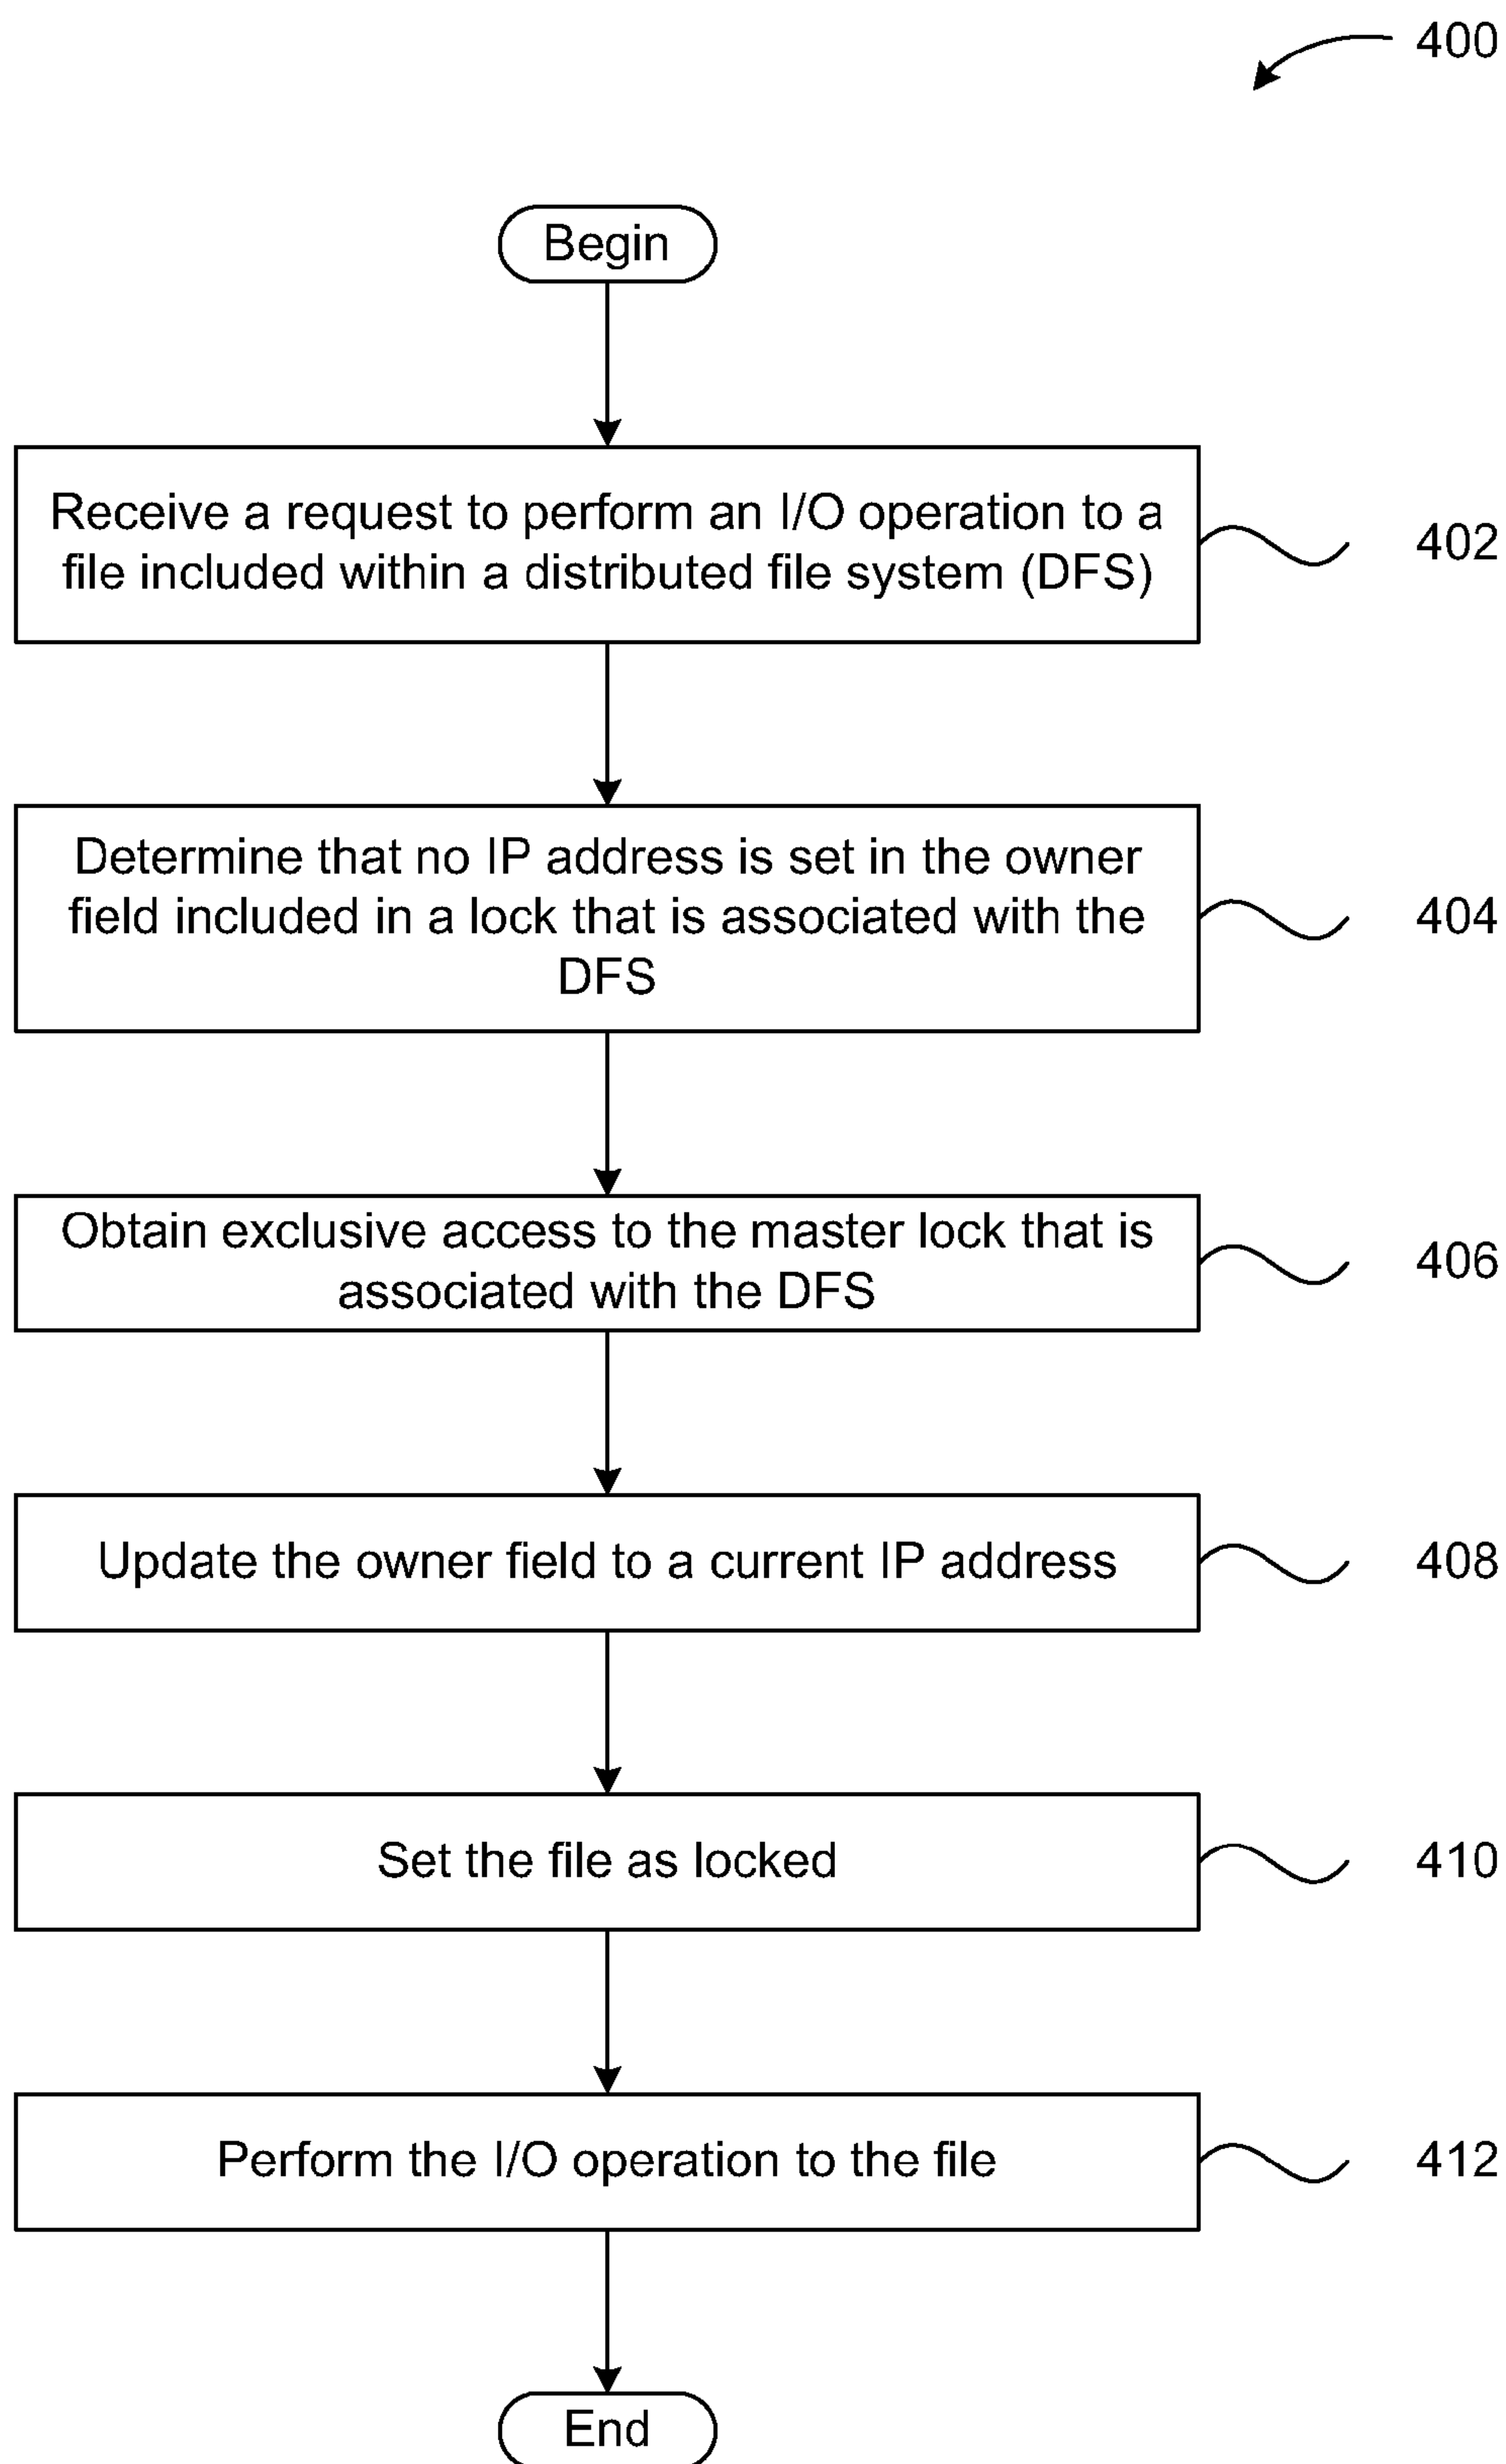 400
Begin
Receive a request to perform an I/O operation to a
file included within a distributed file system (DFS)
402
Determine that no IP address is set in the owner
field included in a lock that is associated with the
DFS
404
Obtain exclusive access to the master lock that is
associated with the DFS
406
Update the owner field to a current IP address
408
Set the file as locked
410
Perform the I/O operation to the file
412
End